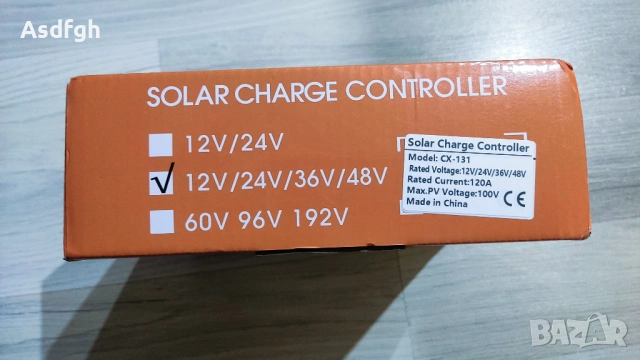 Asdfgh
SOLAR CHARGE CONTROLLER
12V/24V
12V/24V/36V/48V
60V 96V 192V
Solar Charge Controller
Model: CX-131
Rated Voltage:12V/24V/36V/48V
Rated Current:120A
Max.PV Voltage:100V
Made in China
CE
BAZAR